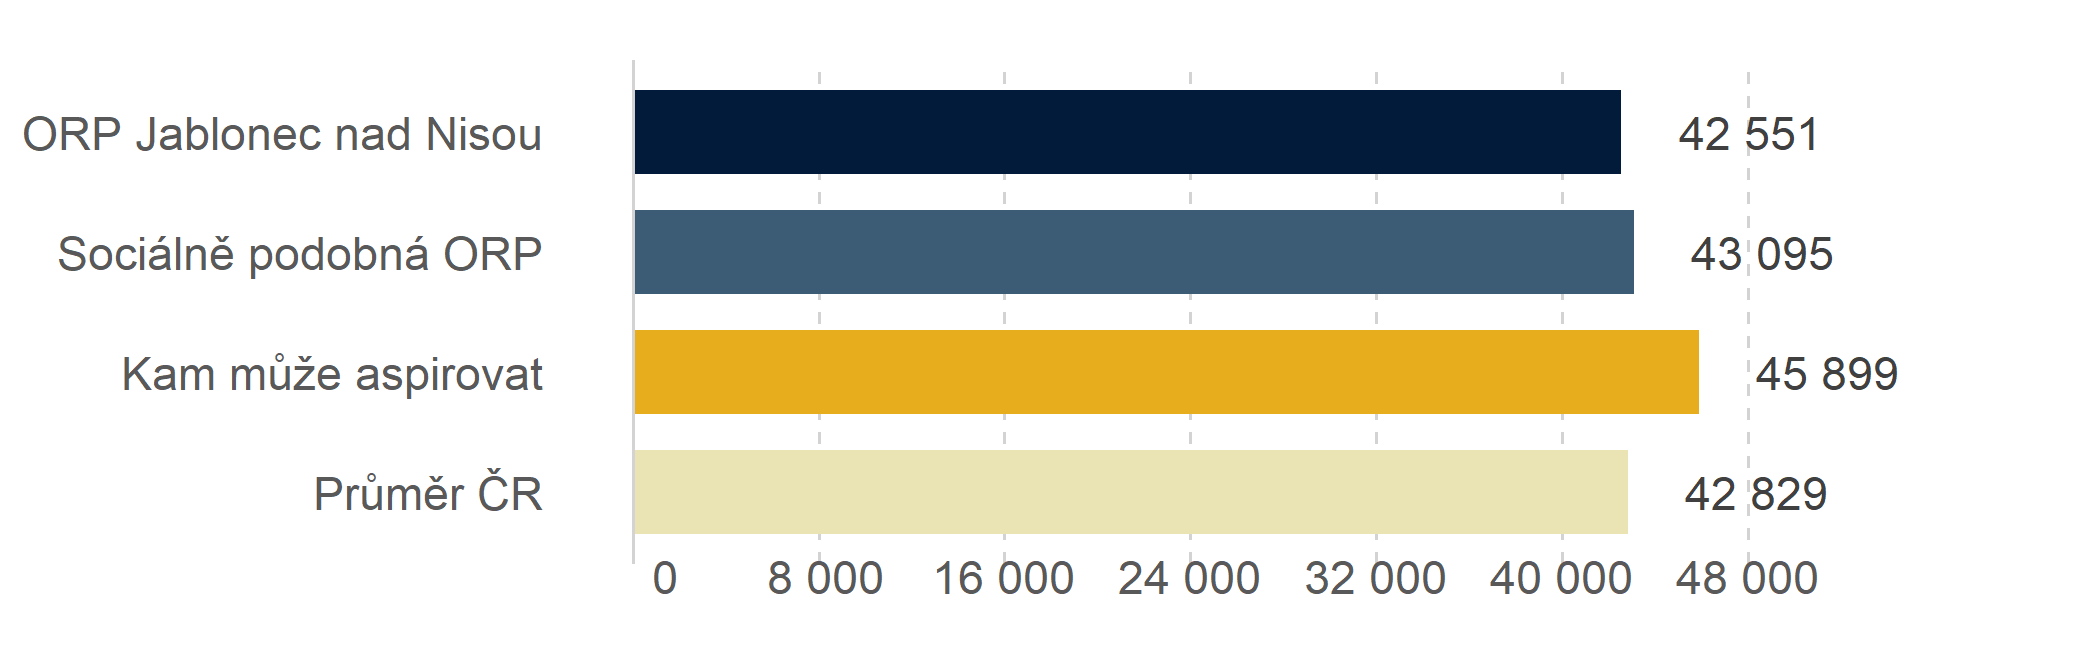 ORP Jablonec nad Nisou 42 551
Sociálně podobná ORP 43 095
Kam může aspirovat 45 899
Průměr ČR 42 829
0 8 000 16 000 24 000 32 000 40 000 48 000